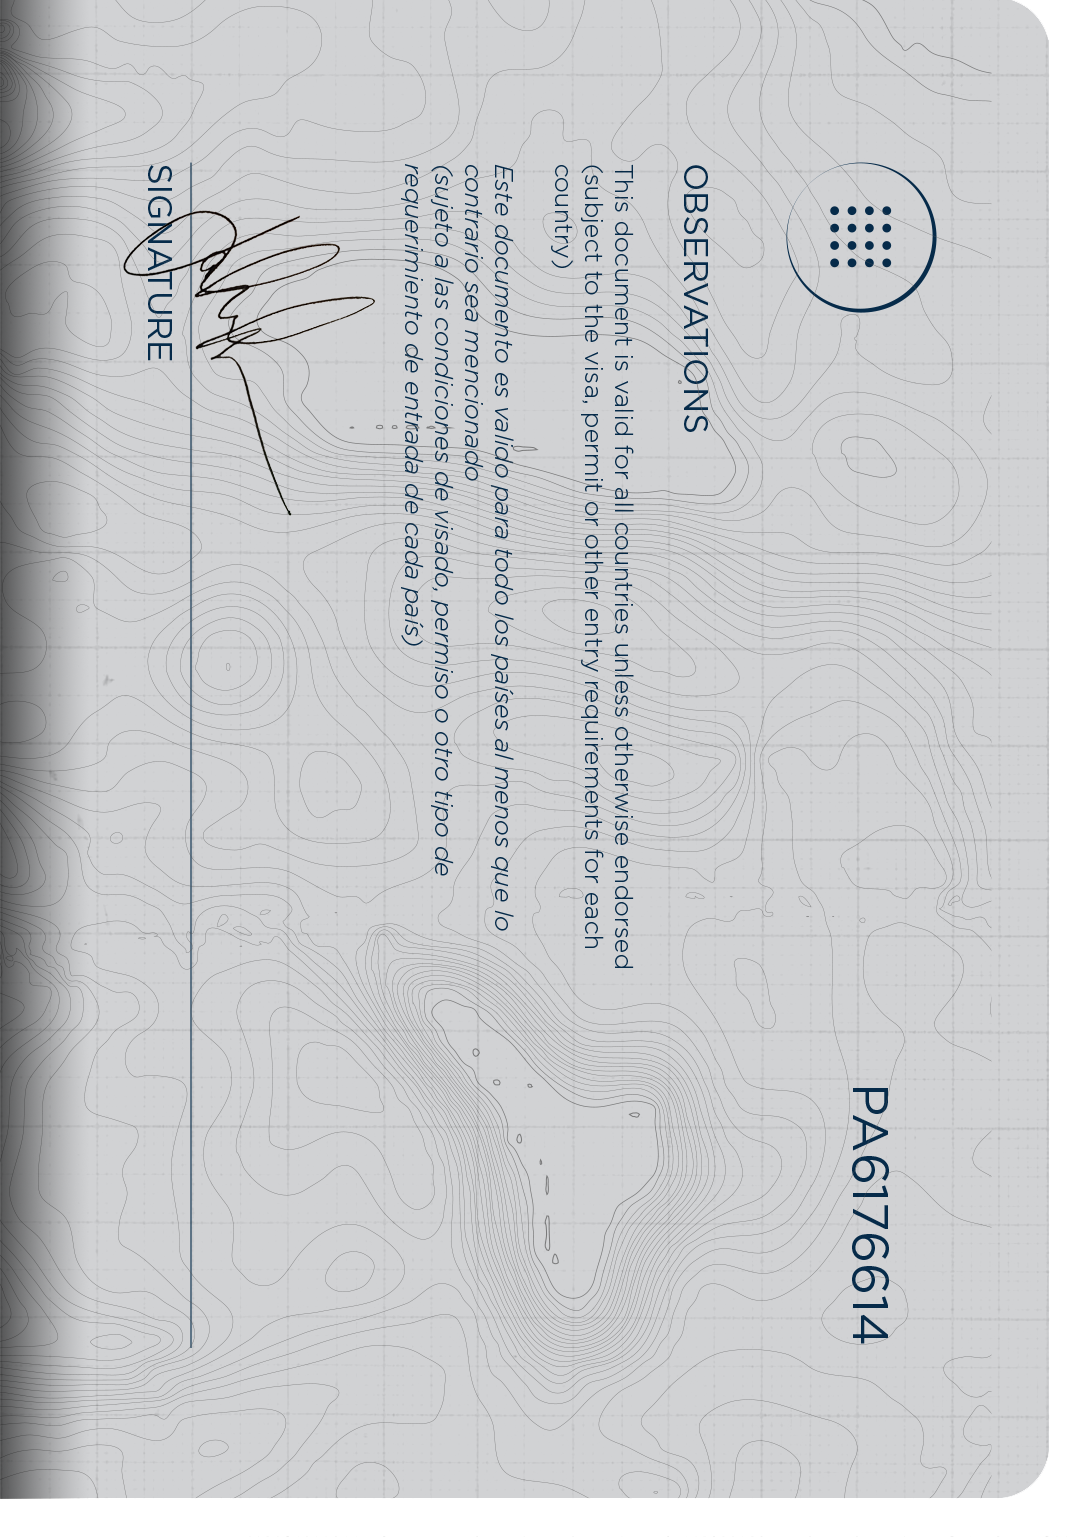 PA6176614
OBSERVATIONS
This document is valid for all countries unless otherwise endorsed
(subject to the visa, permit or other entry requirements for each
country)
Este documento es valido para todo los países al menos que lo
contrario sea mencionado
(sujeto a las condiciones de visado, permiso o otro tipo de
requerimiento de entrada de cada país)
SIGNATURE